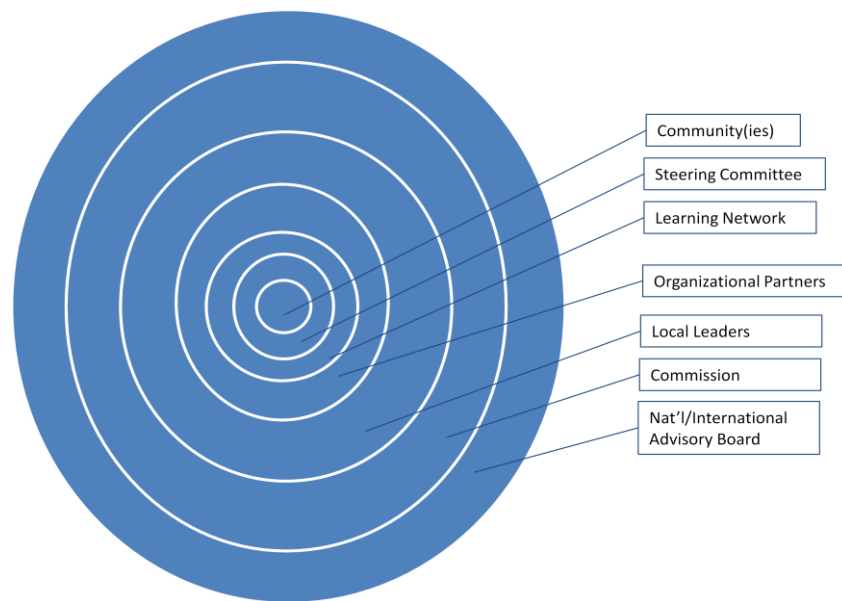 Community(ies)
Steering Committee
Learning Network
Organizational Partners
Local Leaders
Commission
Nat’l/International
Advisory Board